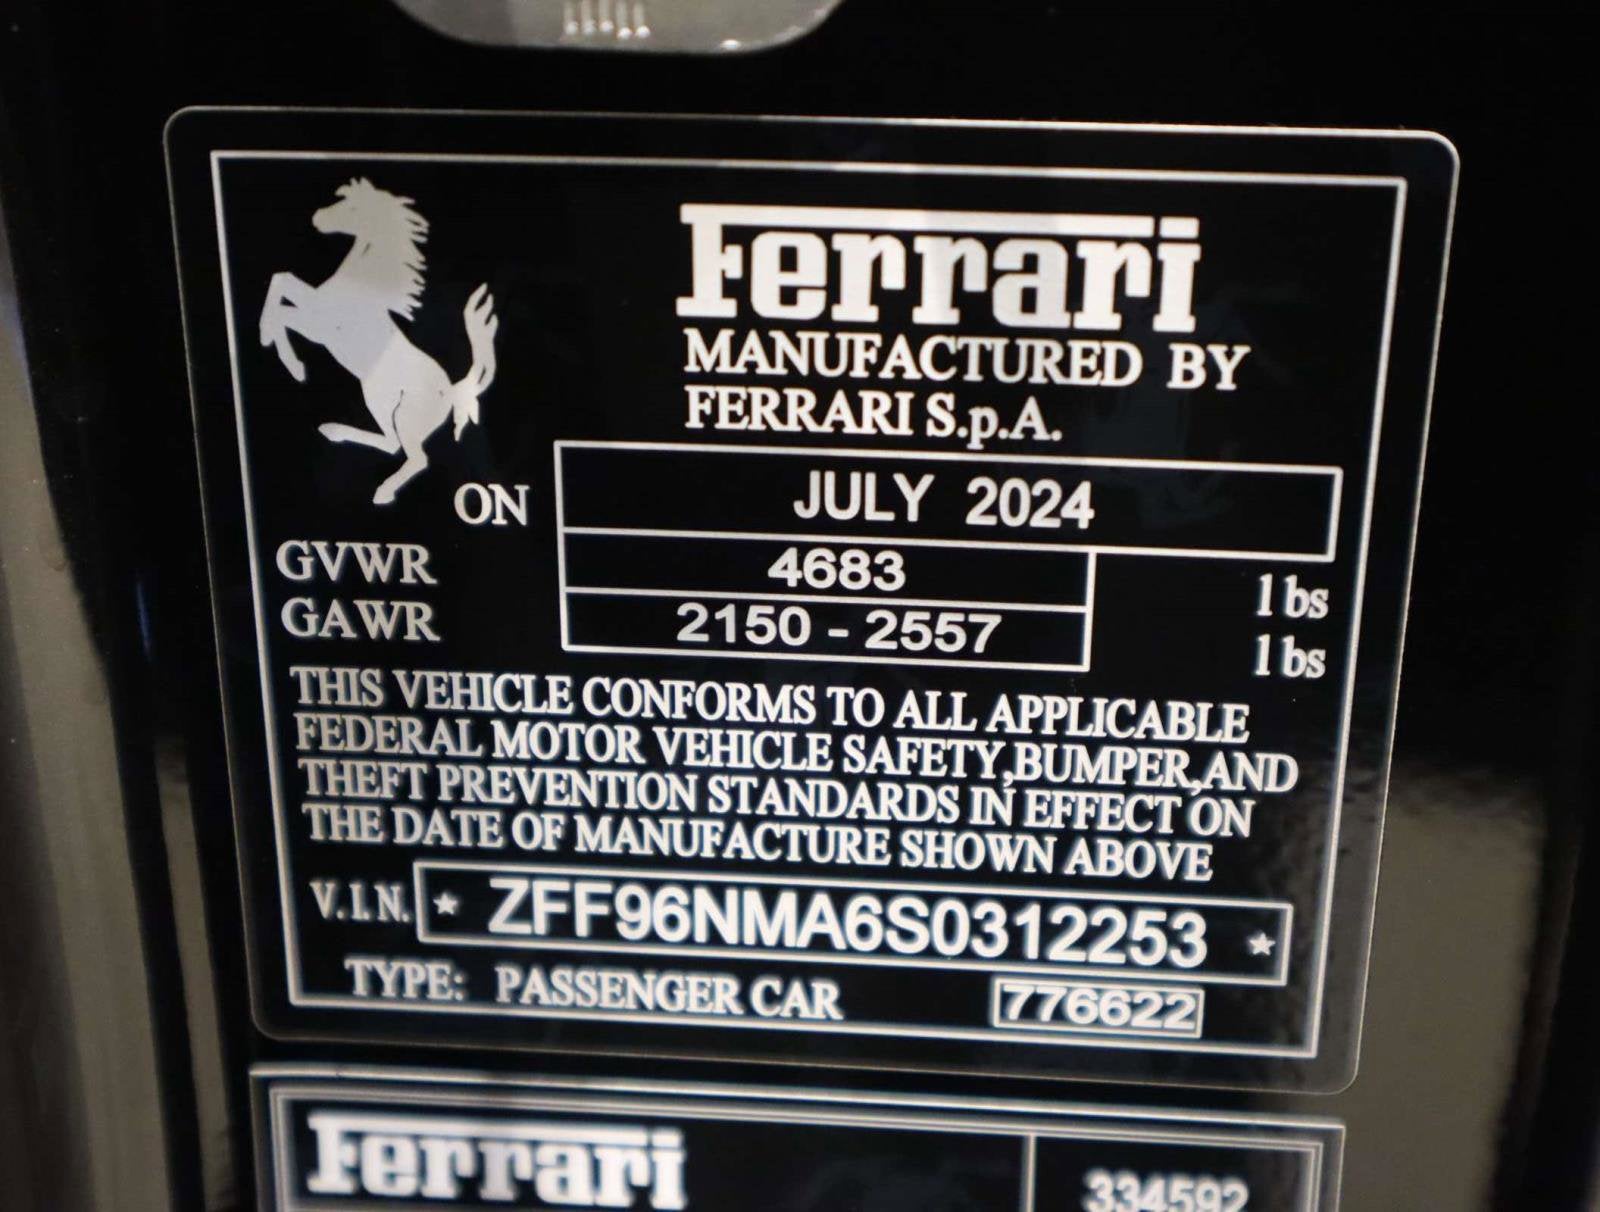 Ferrari
MANUFACTURED BY
FERRARI S.p.A.
ON JULY 2024
GVWR 4683 lbs
GAWR 2150 - 2557 lbs
THIS VEHICLE CONFORMS TO ALL APPLICABLE
FEDERAL MOTOR VEHICLE SAFETY,BUMPER,AND
THEFT PREVENTION STANDARDS IN EFFECT ON
THE DATE OF MANUFACTURE SHOWN ABOVE
V.I.N. ★ ZFF96NMA6S0312253 ★
TYPE: PASSENGER CAR 776622
Ferrari 334592